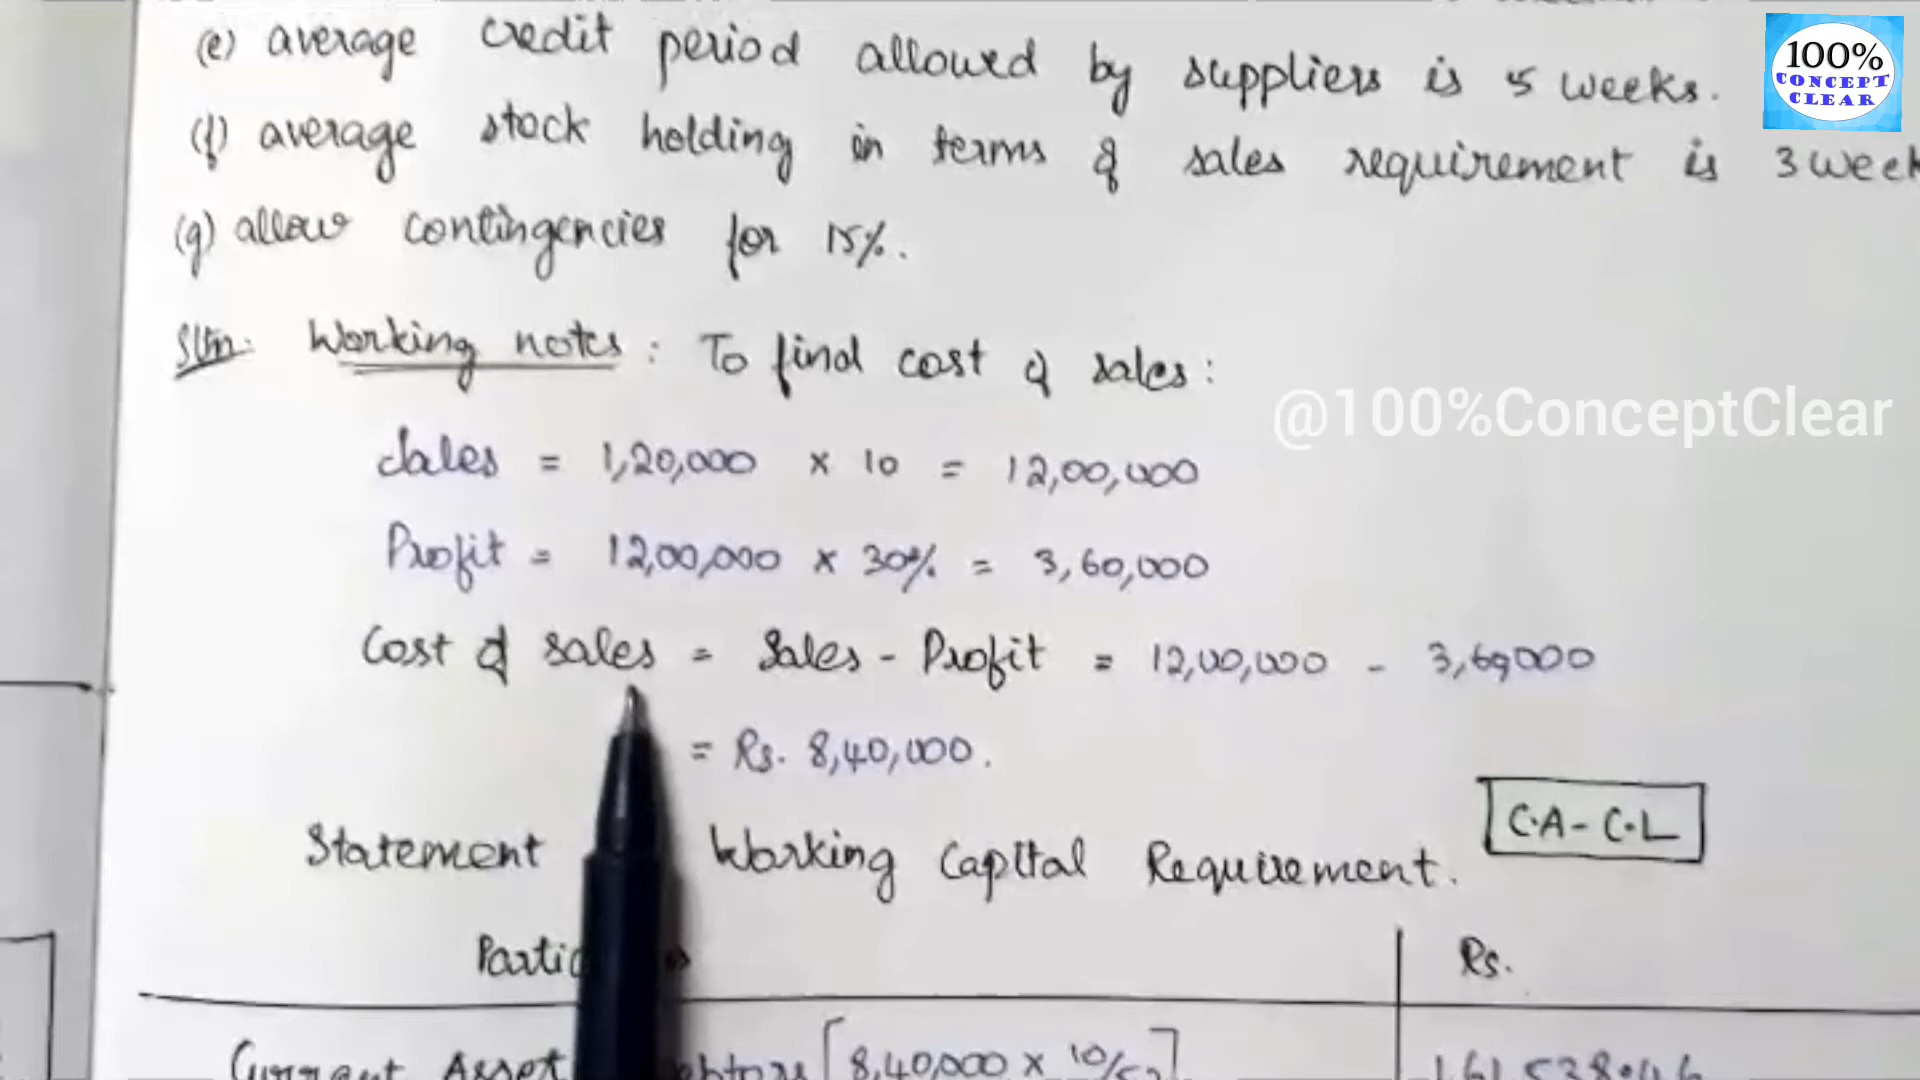 (e) average credit period allowed by suppliers is 5 weeks.
(f) average stock holding in terms of sales requirement is 3 week
(g) allow contingencies for 15%.
Sln. Working notes: To find cost of sales:
Sales = 1,20,000 x 10 = 12,00,000
Profit = 12,00,000 x 30% = 3,60,000
Cost of sales = Sales - Profit = 12,00,000 - 3,60,000
= Rs. 8,40,000.
C.A - C.L
Statement Working Capital Requirement.
Rs.
Current Asset [8,40,000 x 10/52]
100%
CONCEPT
CLEAR
@100%ConceptClear